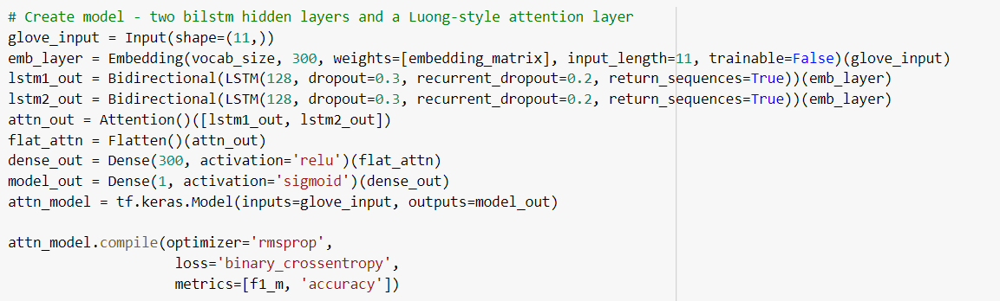 # Create model - two bilstm hidden layers and a Luong-style attention layer
glove_input = Input(shape=(11,))
emb_layer = Embedding(vocab_size, 300, weights=[embedding_matrix], input_length=11, trainable=False)(glove_input)
lstm1_out = Bidirectional(LSTM(128, dropout=0.3, recurrent_dropout=0.2, return_sequences=True))(emb_layer)
lstm2_out = Bidirectional(LSTM(128, dropout=0.3, recurrent_dropout=0.2, return_sequences=True))(emb_layer)
attn_out = Attention()([lstm1_out, lstm2_out])
flat_attn = Flatten()(attn_out)
dense_out = Dense(300, activation='relu')(flat_attn)
model_out = Dense(1, activation='sigmoid')(dense_out)
attn_model = tf.keras.Model(inputs=glove_input, outputs=model_out)

attn_model.compile(optimizer='rmsprop',
                   loss='binary_crossentropy',
                   metrics=[f1_m, 'accuracy'])